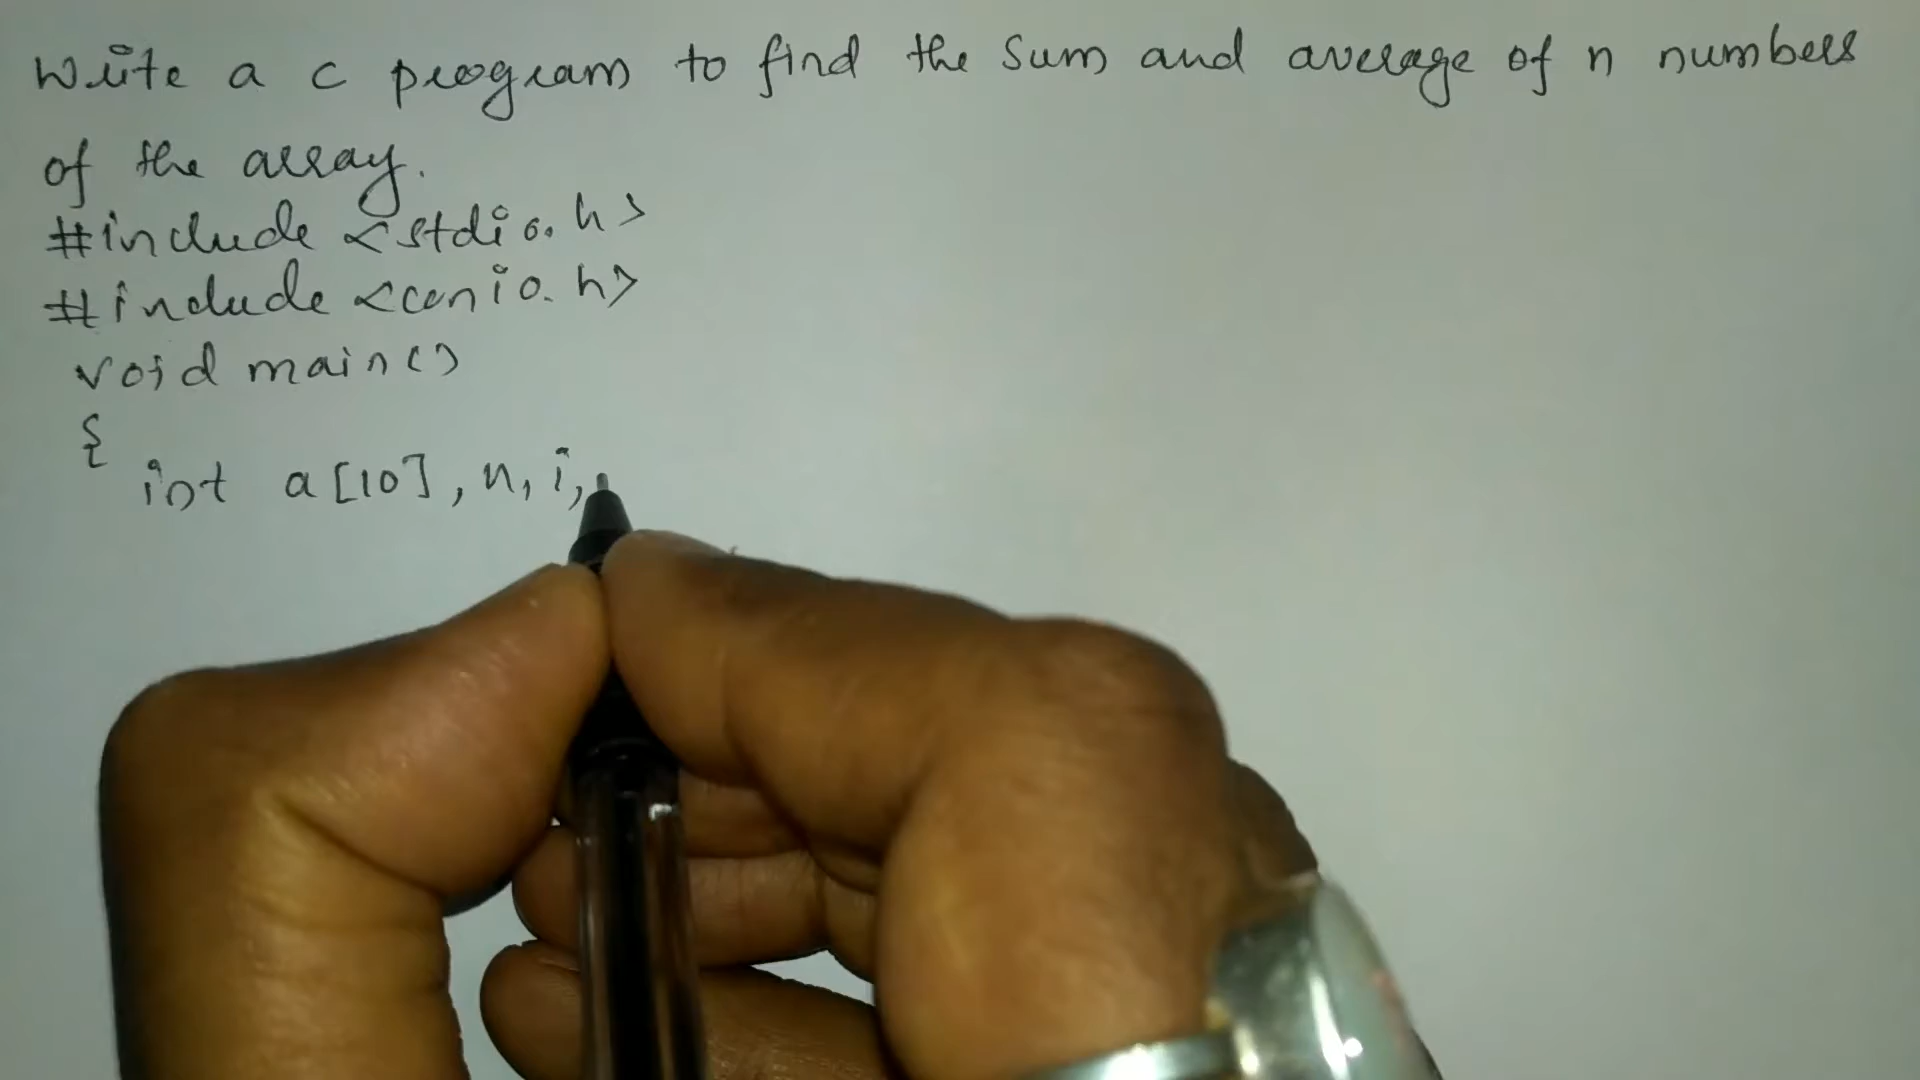 Write a c program to find the sum and average of n numbers
of the array.
#include <stdio.h>
#include <conio.h>
void main()
{
int a[10], n, i,